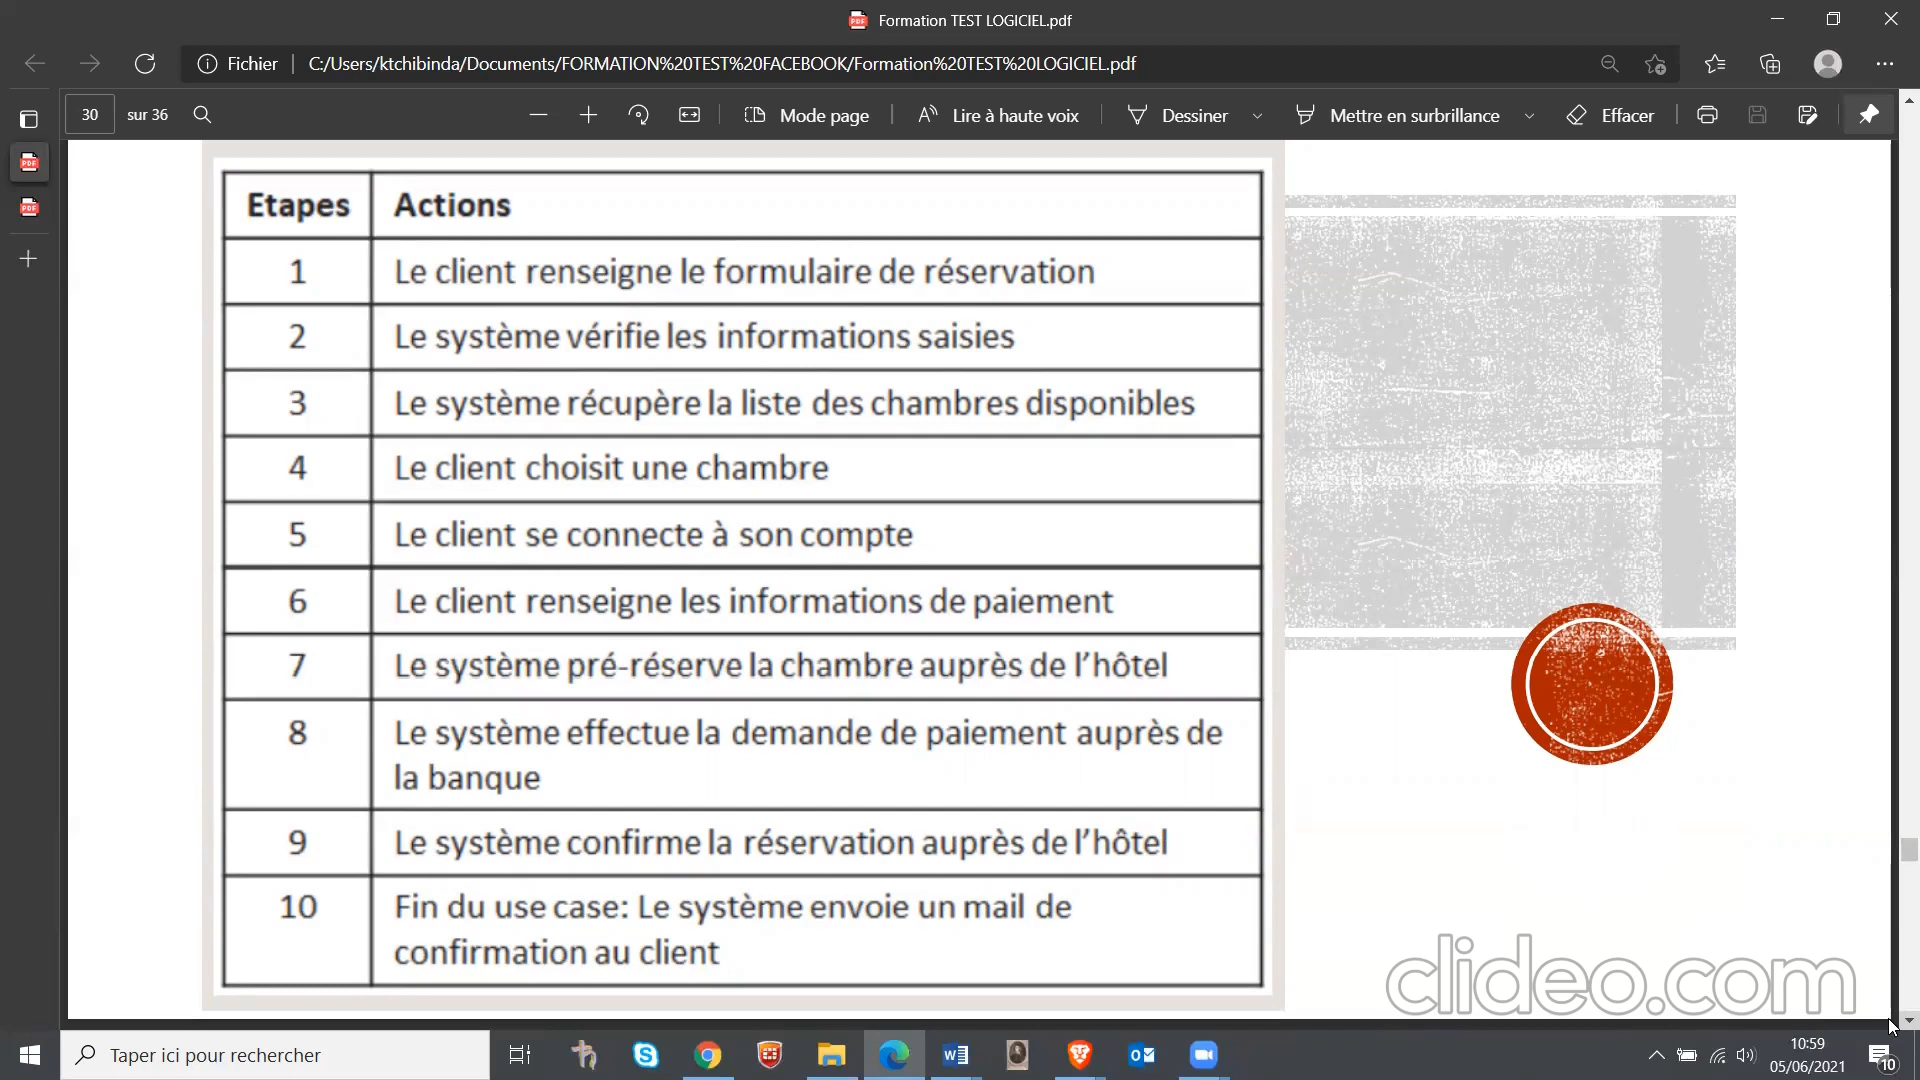 Formation TEST LOGICIEL.pdf
Fichier
C:/Users/ktchibinda/Documents/FORMATION%20TEST%20FACEBOOK/Formation%20TEST%20LOGICIEL.pdf
30 sur 36
Mode page
Lire à haute voix
Dessiner
Mettre en surbrillance
Effacer
Etapes Actions
1 Le client renseigne le formulaire de réservation
2 Le système vérifie les informations saisies
3 Le système récupère la liste des chambres disponibles
4 Le client choisit une chambre
5 Le client se connecte à son compte
6 Le client renseigne les informations de paiement
7 Le système pré-réserve la chambre auprès de l’hôtel
8 Le système effectue la demande de paiement auprès de
la banque
9 Le système confirme la réservation auprès de l’hôtel
10 Fin du use case: Le système envoie un mail de
confirmation au client
clideo.com
Taper ici pour rechercher
10:59
05/06/2021
10